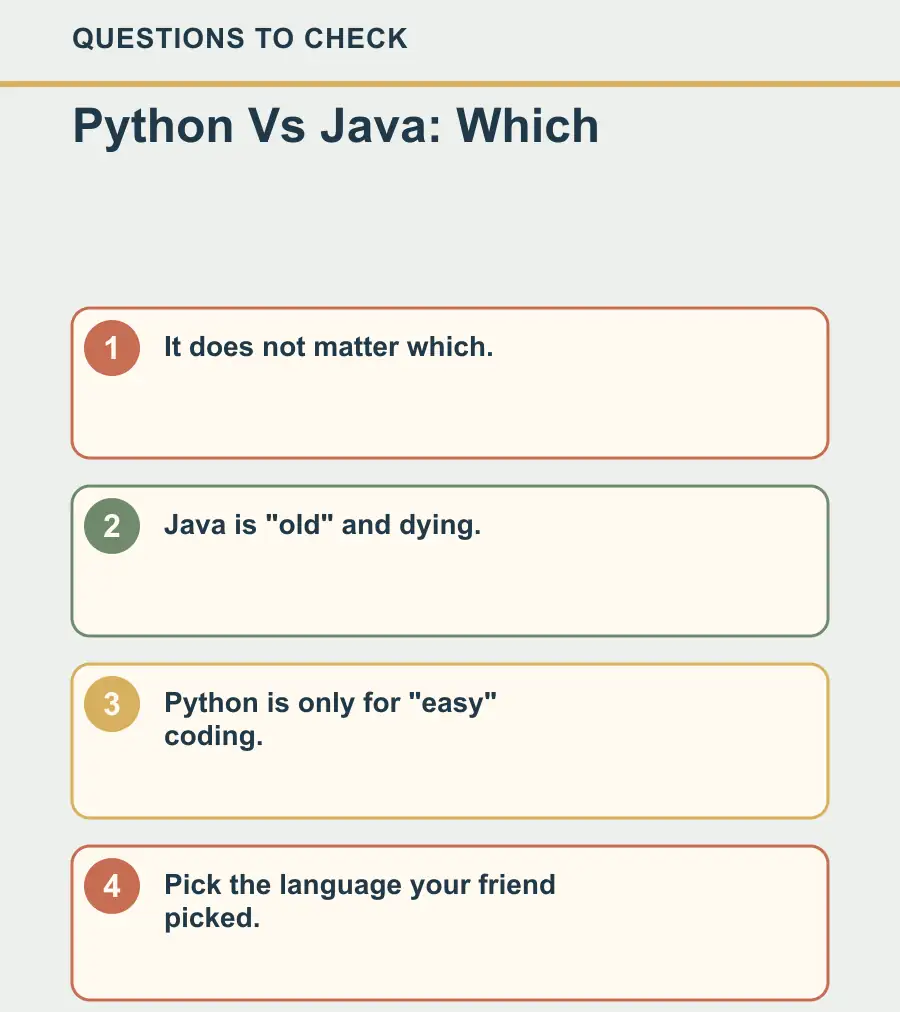 QUESTIONS TO CHECK
Python Vs Java: Which
1
It does not matter which.
2
Java is "old" and dying.
3
Python is only for "easy"
coding.
4
Pick the language your friend
picked.